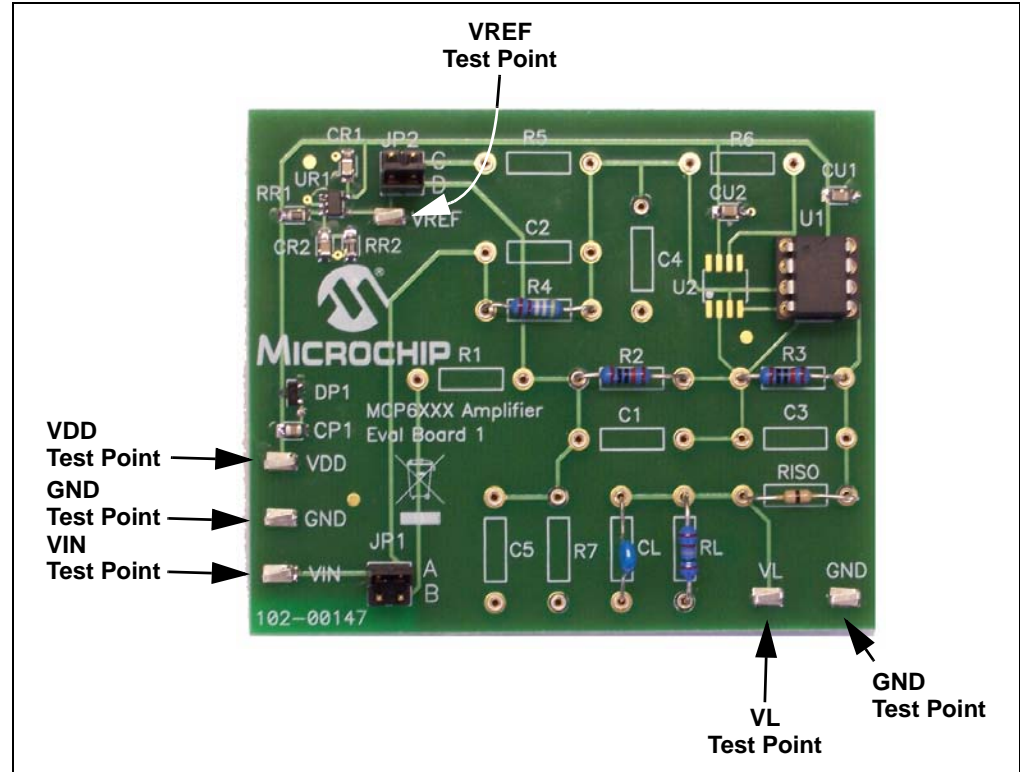 VREF
Test Point
CR1
JP2
R5
R6
C
UR1
D
CU1
RR1
CU2
VREF
U1
CR2
RR2
C2
C4
U2
R4
®
MICROCHIP
R1
R2
R3
DP1
MCP6XXX Amplifier
CP1
Eval Board 1
C1
C3
VDD
Test Point
VDD
RISO
GND
Test Point
GND
VIN
Test Point
VIN
JP1
A
B
C5
R7
CL
RL
VL
GND
102-00147
GND
Test Point
VL
Test Point